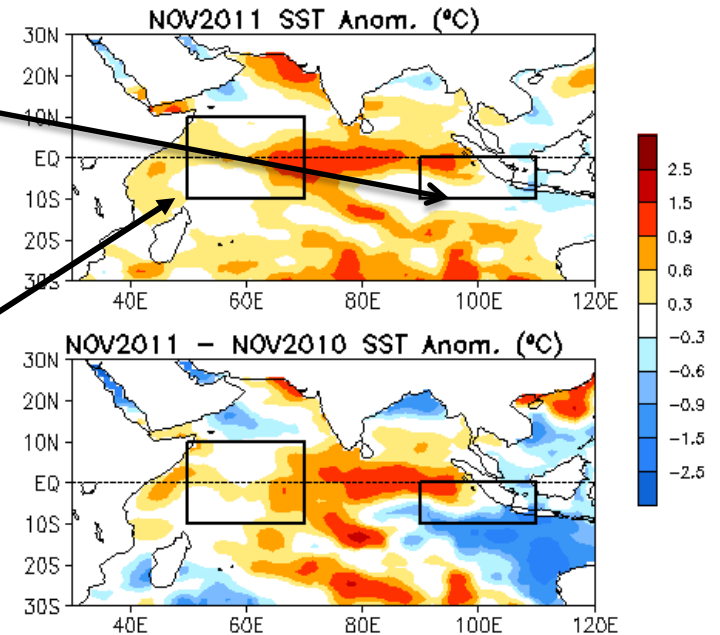 NOV2011 SST Anom. (°C)
30N
20N
10N
EQ
10S
20S
30S
40E 60E 80E 100E 120E
NOV2011 – NOV2010 SST Anom. (°C)
30N
20N
10N
EQ
10S
20S
30S
40E 60E 80E 100E 120E
2.5
1.5
0.9
0.6
0.3
-0.3
-0.6
-0.9
-1.5
-2.5